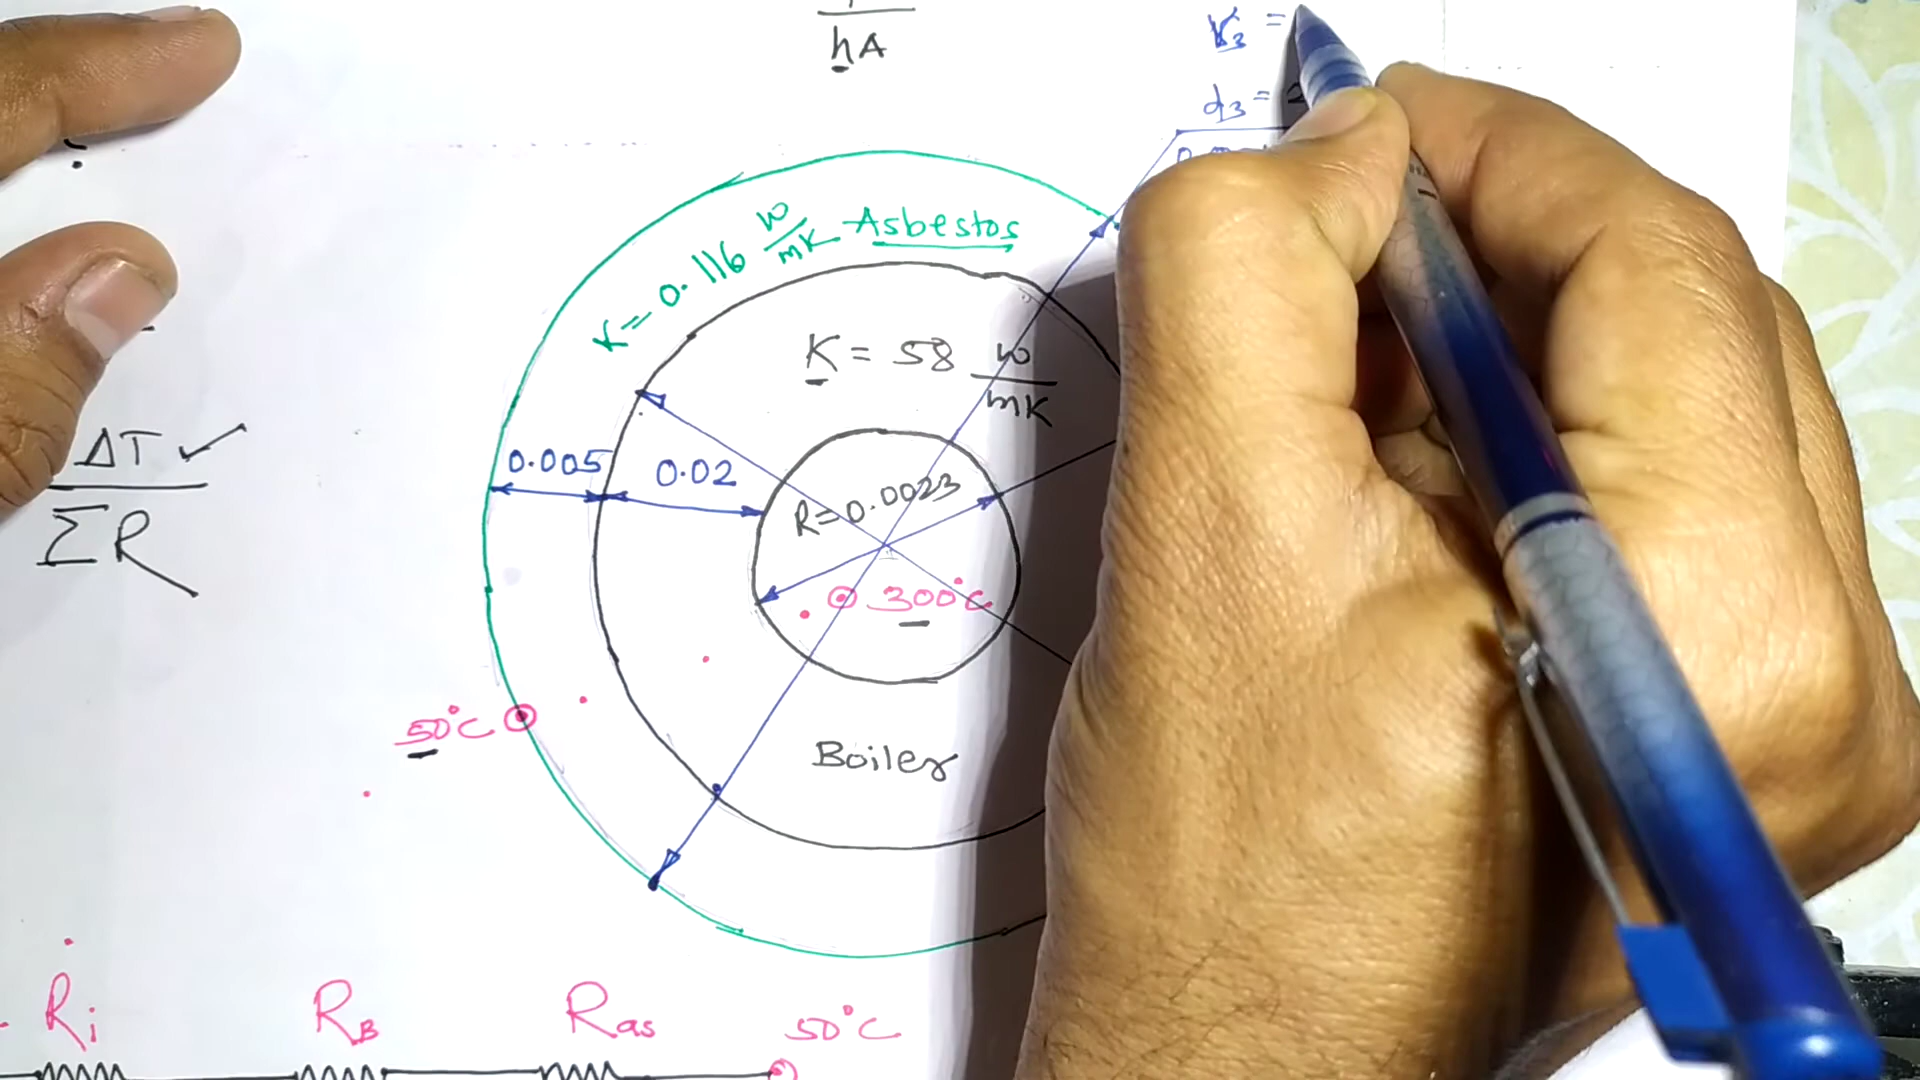 hA
r₃ =
d₃ = 2
K = 0.116 w/mK Asbestos
K = 58 w/mK
ΔT ✓
ΣR
0.005
0.02
R=0.0023
300°C
50°C
Boiler
Ri
RB
Ras
50°C